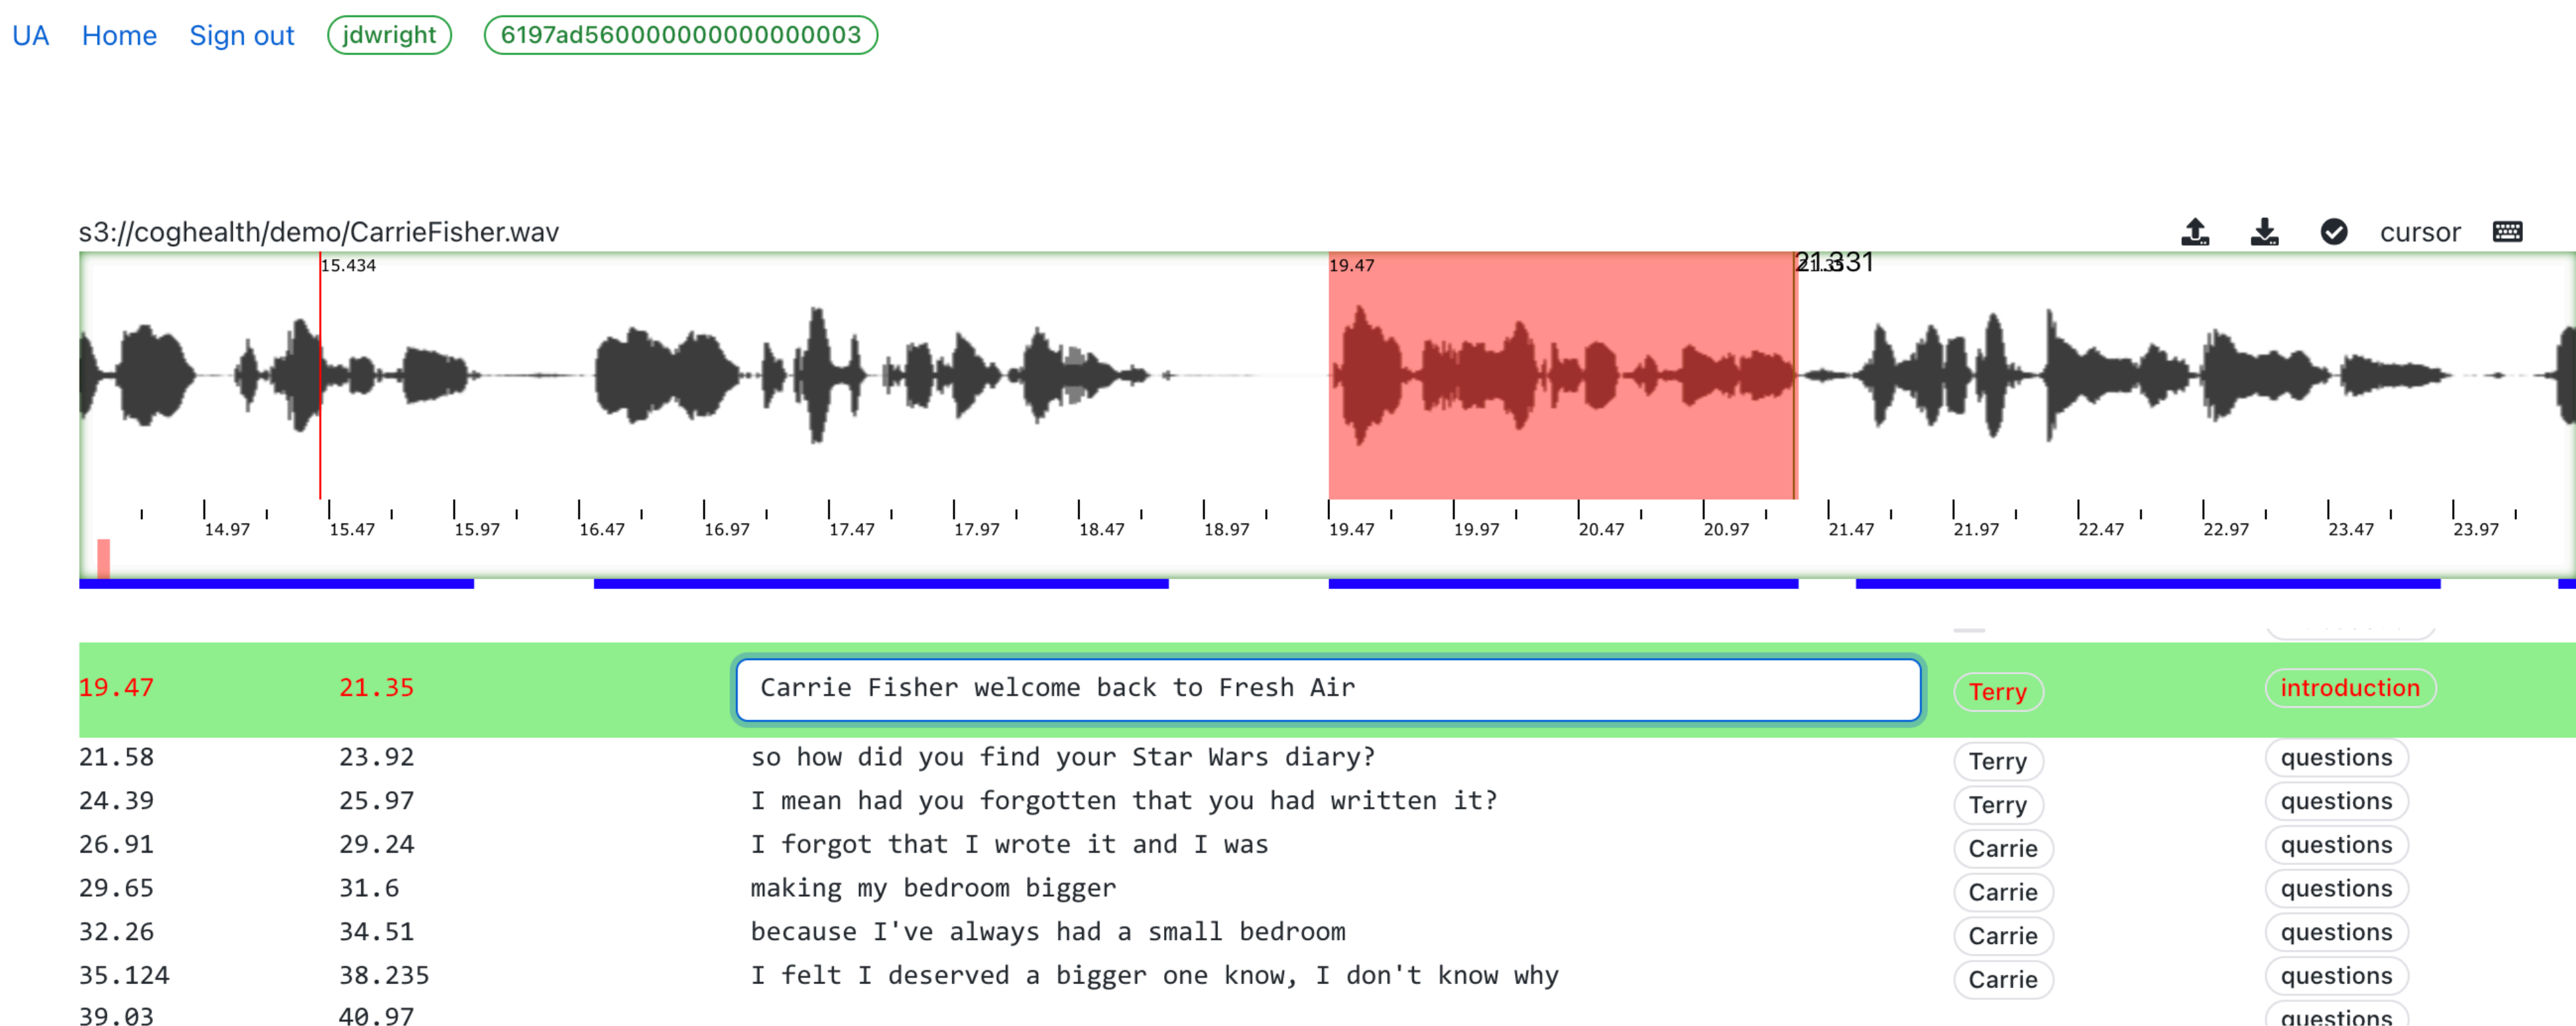 UA Home Sign out jdwright 6197ad560000000000000003
s3://coghealth/demo/CarrieFisher.wav cursor
15.434 19.47 21.331
14.97 15.47 15.97 16.47 16.97 17.47 17.97 18.47 18.97 19.47 19.97 20.47 20.97 21.47 21.97 22.47 22.97 23.47 23.97
19.47 21.35 Carrie Fisher welcome back to Fresh Air Terry introduction
21.58 23.92 so how did you find your Star Wars diary? Terry questions
24.39 25.97 I mean had you forgotten that you had written it? Terry questions
26.91 29.24 I forgot that I wrote it and I was Carrie questions
29.65 31.6 making my bedroom bigger Carrie questions
32.26 34.51 because I've always had a small bedroom Carrie questions
35.124 38.235 I felt I deserved a bigger one know, I don't know why Carrie questions
39.03 40.97 questions